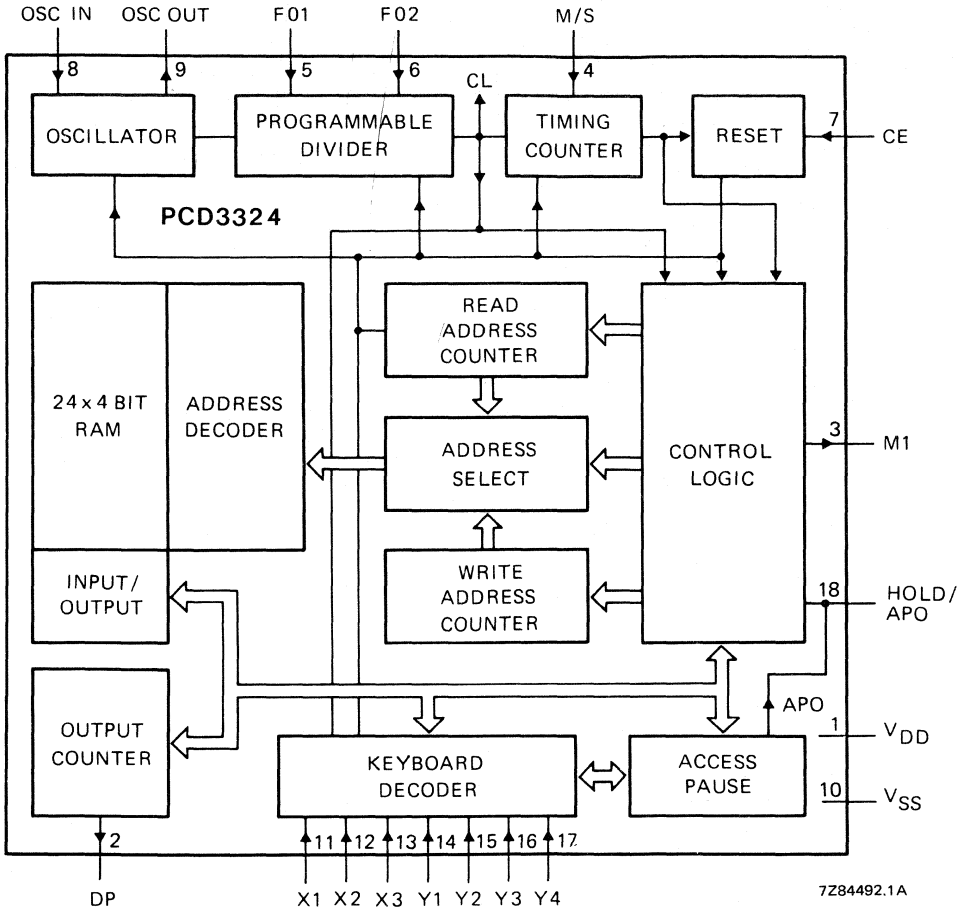 OSC IN OSC OUT F01 F02 M/S
8 9 5 6 4
CL
OSCILLATOR
PROGRAMMABLE
DIVIDER
TIMING
COUNTER
RESET
7
CE
PCD3324
READ
ADDRESS
COUNTER
24 x 4 BIT
RAM
ADDRESS
DECODER
ADDRESS
SELECT
CONTROL
LOGIC
3
M1
INPUT/
OUTPUT
WRITE
ADDRESS
COUNTER
18
HOLD/
APO
APO
OUTPUT
COUNTER
KEYBOARD
DECODER
ACCESS
PAUSE
1
VDD
10
VSS
2 11 12 13 14 15 16 17
DP X1 X2 X3 Y1 Y2 Y3 Y4
7Z84492.1A